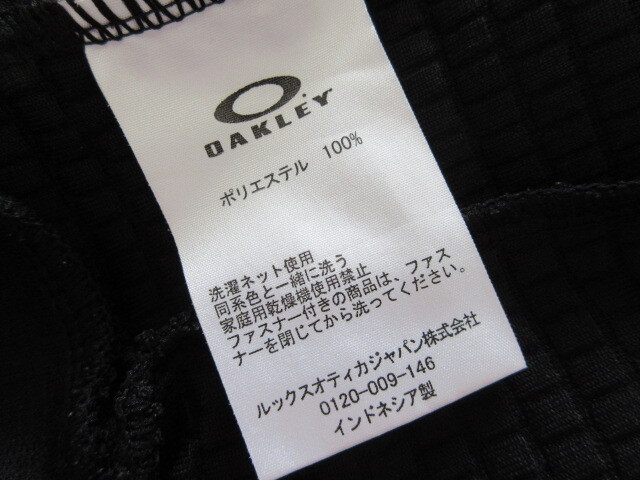 OAKLEY
ポリエステル 100%
洗濯ネット使用
同系色と一緒に洗う
家庭用乾燥機使用禁止
ファスナー付きの商品は、ファス
ナーを閉じてから洗ってください。
ルックスオティカジャパン株式会社
0120-009-146
インドネシア製